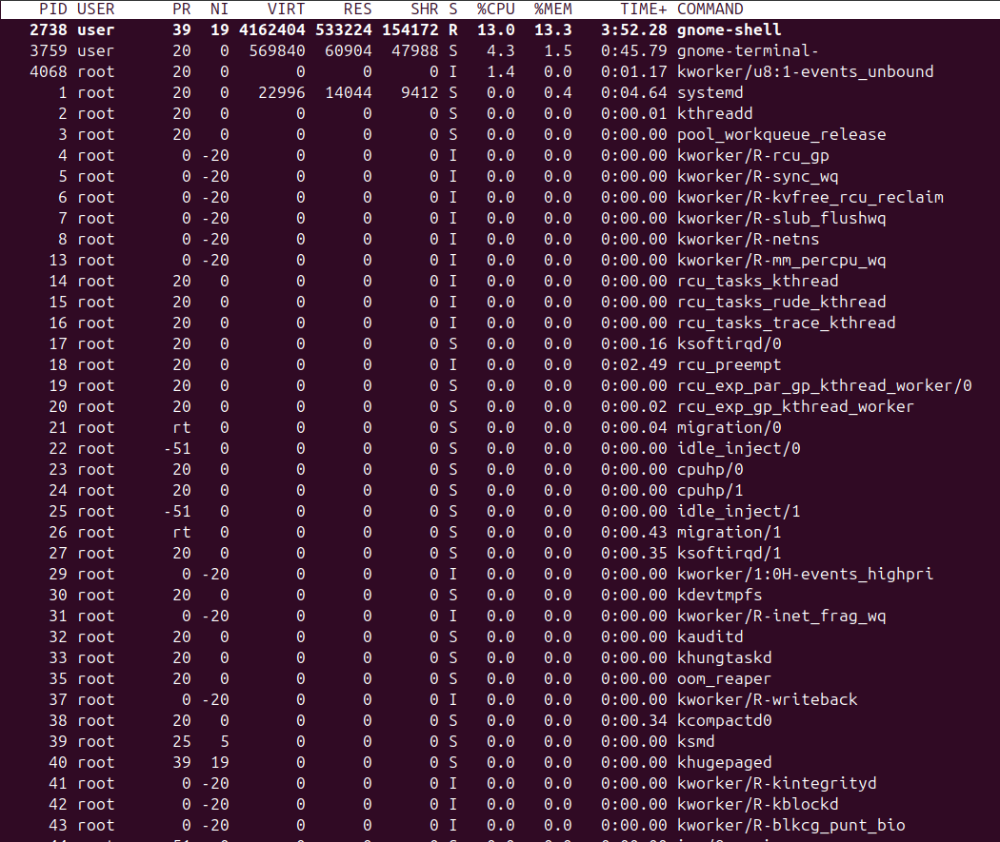 PID USER PR NI VIRT RES SHR S %CPU %MEM TIME+ COMMAND
2738 user 39 19 4162404 533224 154172 R 13.0 13.3 3:52.28 gnome-shell
3759 user 20 0 569840 60904 47988 S 4.3 1.5 0:45.79 gnome-terminal-
4068 root 20 0 0 0 0 I 1.4 0.0 0:01.17 kworker/u8:1-events_unbound
1 root 20 0 22996 14044 9412 S 0.0 0.4 0:04.64 systemd
2 root 20 0 0 0 0 S 0.0 0.0 0:00.01 kthreadd
3 root 20 0 0 0 0 S 0.0 0.0 0:00.00 pool_workqueue_release
4 root 0 -20 0 0 0 I 0.0 0.0 0:00.00 kworker/R-rcu_gp
5 root 0 -20 0 0 0 I 0.0 0.0 0:00.00 kworker/R-sync_wq
6 root 0 -20 0 0 0 I 0.0 0.0 0:00.00 kworker/R-kvfree_rcu_reclaim
7 root 0 -20 0 0 0 I 0.0 0.0 0:00.00 kworker/R-slub_flushwq
8 root 0 -20 0 0 0 I 0.0 0.0 0:00.00 kworker/R-netns
13 root 0 -20 0 0 0 I 0.0 0.0 0:00.00 kworker/R-mm_percpu_wq
14 root 20 0 0 0 0 I 0.0 0.0 0:00.00 rcu_tasks_kthread
15 root 20 0 0 0 0 I 0.0 0.0 0:00.00 rcu_tasks_rude_kthread
16 root 20 0 0 0 0 I 0.0 0.0 0:00.00 rcu_tasks_trace_kthread
17 root 20 0 0 0 0 S 0.0 0.0 0:00.16 ksoftirqd/0
18 root 20 0 0 0 0 I 0.0 0.0 0:02.49 rcu_preempt
19 root 20 0 0 0 0 S 0.0 0.0 0:00.00 rcu_exp_par_gp_kthread_worker/0
20 root 20 0 0 0 0 S 0.0 0.0 0:00.02 rcu_exp_gp_kthread_worker
21 root rt 0 0 0 0 S 0.0 0.0 0:00.04 migration/0
22 root -51 0 0 0 0 S 0.0 0.0 0:00.00 idle_inject/0
23 root 20 0 0 0 0 S 0.0 0.0 0:00.00 cpuhp/0
24 root 20 0 0 0 0 S 0.0 0.0 0:00.00 cpuhp/1
25 root -51 0 0 0 0 S 0.0 0.0 0:00.00 idle_inject/1
26 root rt 0 0 0 0 S 0.0 0.0 0:00.43 migration/1
27 root 20 0 0 0 0 S 0.0 0.0 0:00.35 ksoftirqd/1
29 root 0 -20 0 0 0 I 0.0 0.0 0:00.00 kworker/1:0H-events_highpri
30 root 20 0 0 0 0 S 0.0 0.0 0:00.00 kdevtmpfs
31 root 0 -20 0 0 0 I 0.0 0.0 0:00.00 kworker/R-inet_frag_wq
32 root 20 0 0 0 0 S 0.0 0.0 0:00.00 kauditd
33 root 20 0 0 0 0 S 0.0 0.0 0:00.00 khungtaskd
35 root 20 0 0 0 0 S 0.0 0.0 0:00.00 oom_reaper
37 root 0 -20 0 0 0 I 0.0 0.0 0:00.00 kworker/R-writeback
38 root 20 0 0 0 0 S 0.0 0.0 0:00.34 kcompactd0
39 root 25 5 0 0 0 S 0.0 0.0 0:00.00 ksmd
40 root 39 19 0 0 0 S 0.0 0.0 0:00.00 khugepaged
41 root 0 -20 0 0 0 I 0.0 0.0 0:00.00 kworker/R-kintegrityd
42 root 0 -20 0 0 0 I 0.0 0.0 0:00.00 kworker/R-kblockd
43 root 0 -20 0 0 0 I 0.0 0.0 0:00.00 kworker/R-blkcg_punt_bio